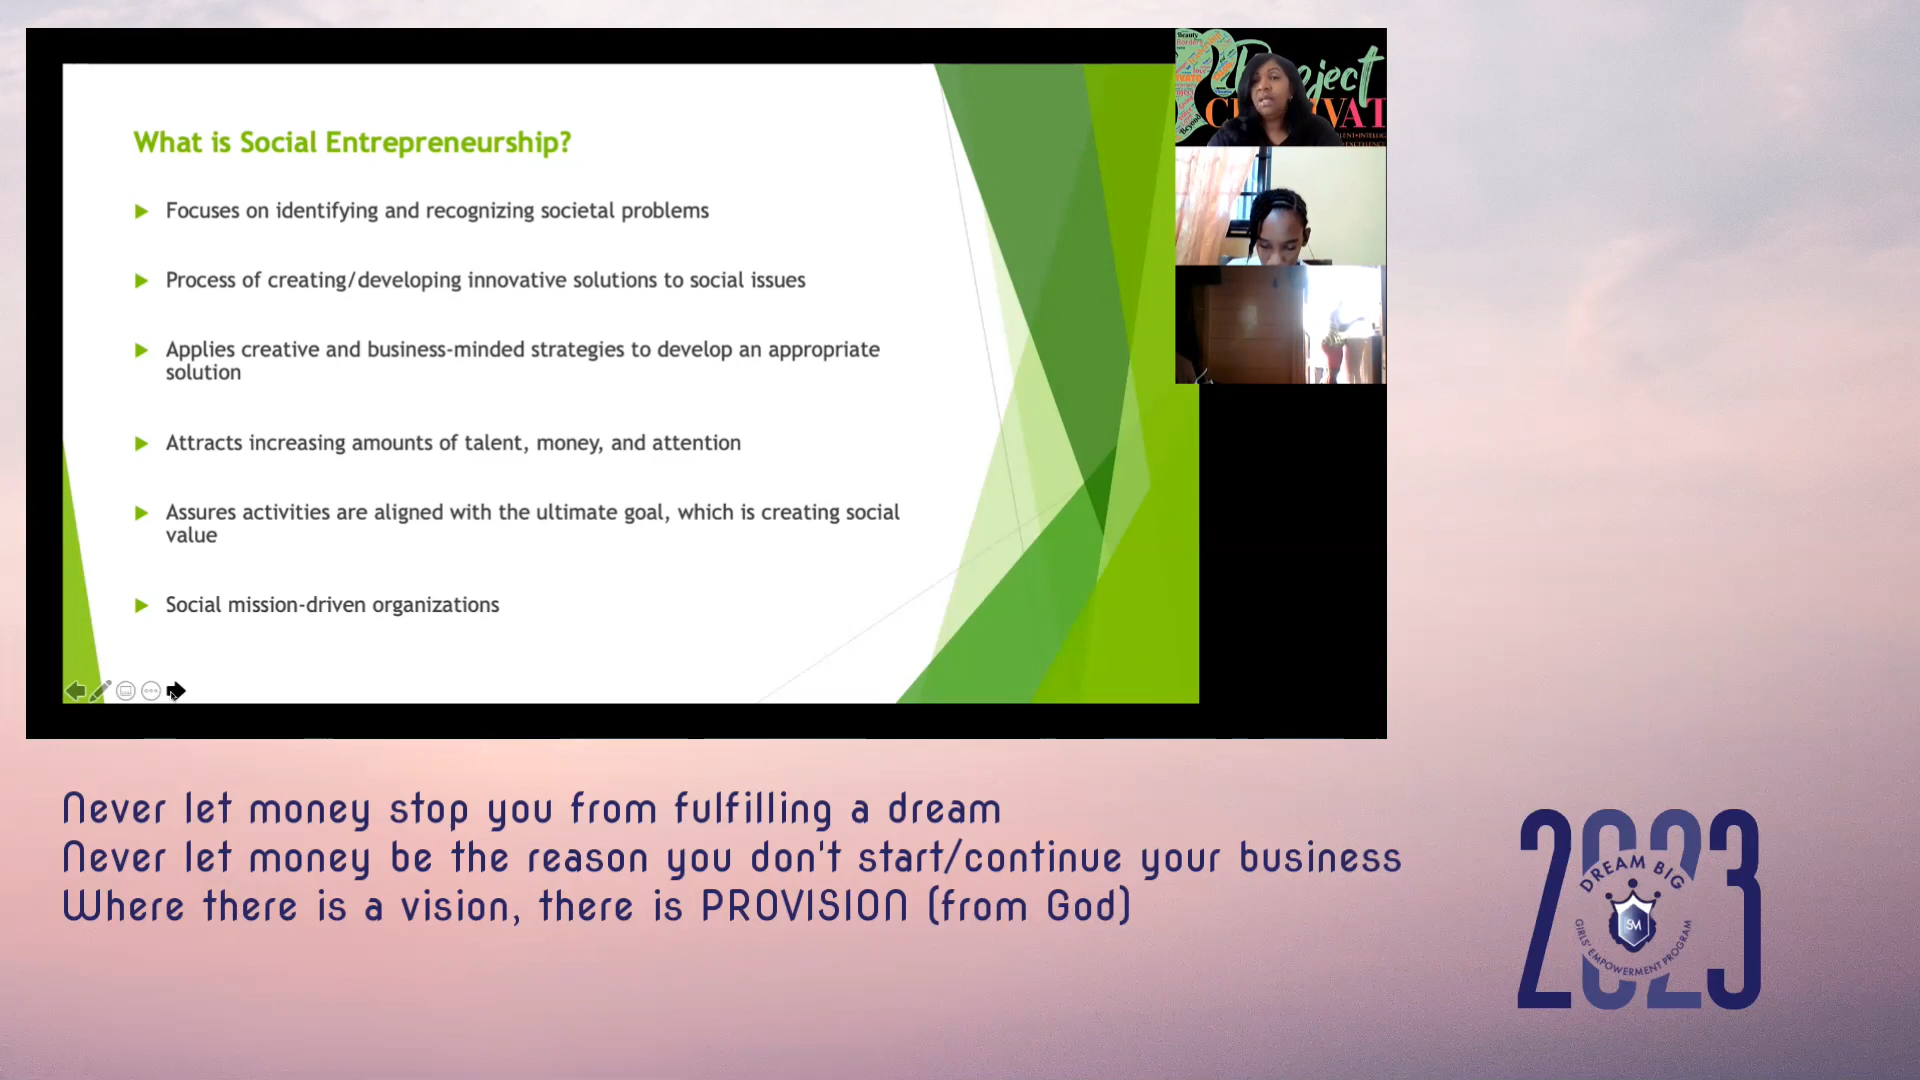 What is Social Entrepreneurship?
Focuses on identifying and recognizing societal problems
Process of creating/developing innovative solutions to social issues
Applies creative and business-minded strategies to develop an appropriate
solution
Attracts increasing amounts of talent, money, and attention
Assures activities are aligned with the ultimate goal, which is creating social
value
Social mission-driven organizations
Beauty
Borders
Beyond
Never let money stop you from fulfilling a dream
Never let money be the reason you don't start/continue your business
Where there is a vision, there is PROVISION (from God)
2023
DREAM BIG
SM
GIRLS' EMPOWERMENT PROGRAM